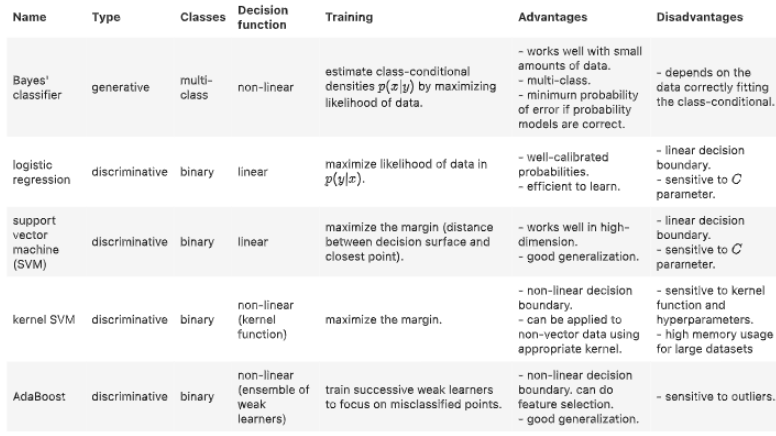 Name Type Classes Decision function Training Advantages Disadvantages
Bayes' classifier generative multi-class non-linear estimate class-conditional densities p(x|y) by maximizing likelihood of data. - works well with small amounts of data. - multi-class. - minimum probability of error if probability models are correct. - depends on the data correctly fitting the class-conditional.
logistic regression discriminative binary linear maximize likelihood of data in p(y|x). - well-calibrated probabilities. - efficient to learn. - linear decision boundary. - sensitive to C parameter.
support vector machine (SVM) discriminative binary linear maximize the margin (distance between decision surface and closest point). - works well in high-dimension. - good generalization. - linear decision boundary. - sensitive to C parameter.
kernel SVM discriminative binary non-linear (kernel function) maximize the margin. - non-linear decision boundary. - can be applied to non-vector data using appropriate kernel. - sensitive to kernel function and hyperparameters. - high memory usage for large datasets
AdaBoost discriminative binary non-linear (ensemble of weak learners) train successive weak learners to focus on misclassified points. - non-linear decision boundary. can do feature selection. - good generalization. - sensitive to outliers.